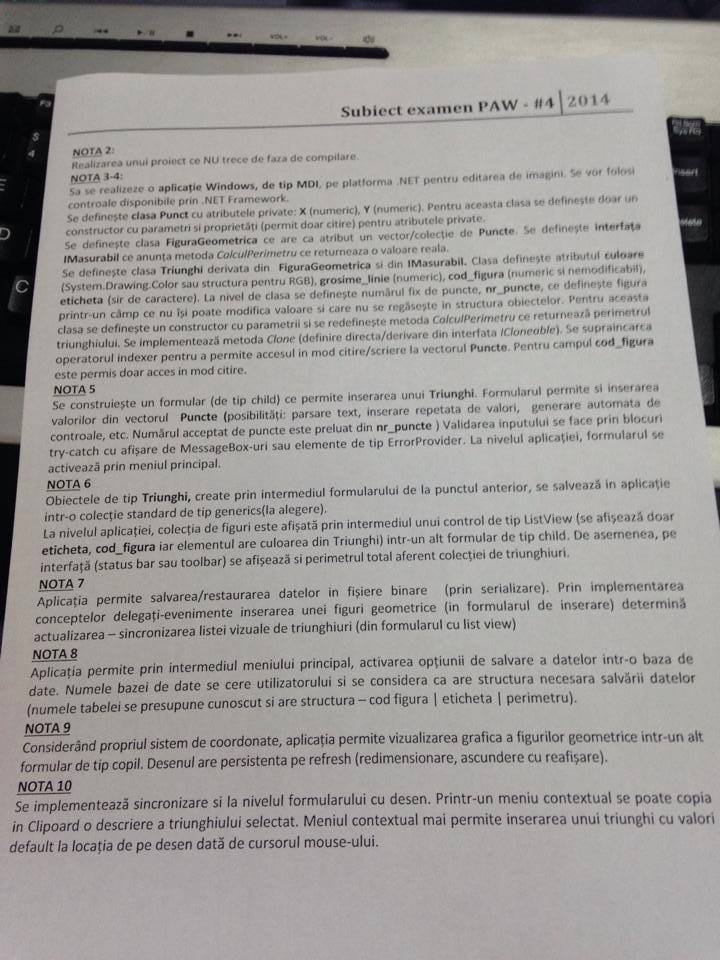 VOL+
VOL-
F3
$
4
E
D
C
Sys Rq
Insert
elete
Subiect examen PAW - #4 | 2014
NOTA 2:
Realizarea unui proiect ce NU trece de faza de compilare.
NOTA 3-4:
Sa se realizeze o aplicație Windows, de tip MDI, pe platforma .NET pentru editarea de imagini. Se vor folosi
controale disponibile prin .NET Framework.
Se definește clasa Punct cu atributele private: X (numeric), Y (numeric). Pentru aceasta clasa se definește doar un
constructor cu parametri si proprietăți (permit doar citire) pentru atributele private.
Se definește clasa FiguraGeometrica ce are ca atribut un vector/colecție de Puncte. Se definește interfața
IMasurabil ce anunța metoda CalculPerimetru ce returneaza o valoare reala.
Se definește clasa Triunghi derivata din FiguraGeometrica si din IMasurabil. Clasa definește atributul culoare
(System.Drawing.Color sau structura pentru RGB), grosime_linie (numeric), cod_figura (numeric si nemodificabil),
eticheta (sir de caractere). La nivel de clasa se definește numărul fix de puncte, nr_puncte, ce definește figura
printr-un câmp ce nu își poate modifica valoare si care nu se regăsește in structura obiectelor. Pentru aceasta
clasa se definește un constructor cu parametrii si se redefinește metoda CalculPerimetru ce returnează perimetrul
triunghiului. Se implementează metoda Clone (definire directa/derivare din interfata ICloneable). Se supraincarca
operatorul indexer pentru a permite accesul in mod citire/scriere la vectorul Puncte. Pentru campul cod_figura
este permis doar acces in mod citire.
NOTA 5
Se construiește un formular (de tip child) ce permite inserarea unui Triunghi. Formularul permite si inserarea
valorilor din vectorul Puncte (posibilități: parsare text, inserare repetata de valori, generare automata de
controale, etc. Numărul acceptat de puncte este preluat din nr_puncte ) Validarea inputului se face prin blocuri
try-catch cu afișare de MessageBox-uri sau elemente de tip ErrorProvider. La nivelul aplicației, formularul se
activează prin meniul principal.
NOTA 6
Obiectele de tip Triunghi, create prin intermediul formularului de la punctul anterior, se salvează in aplicație
intr-o colecție standard de tip generics(la alegere).
La nivelul aplicației, colecția de figuri este afișată prin intermediul unui control de tip ListView (se afișează doar
eticheta, cod_figura iar elementul are culoarea din Triunghi) intr-un alt formular de tip child. De asemenea, pe
interfață (status bar sau toolbar) se afișează si perimetrul total aferent colecției de triunghiuri.
NOTA 7
Aplicația permite salvarea/restaurarea datelor in fișiere binare (prin serializare). Prin implementarea
conceptelor delegați-evenimente inserarea unei figuri geometrice (in formularul de inserare) determină
actualizarea – sincronizarea listei vizuale de triunghiuri (din formularul cu list view)
NOTA 8
Aplicația permite prin intermediul meniului principal, activarea opțiunii de salvare a datelor intr-o baza de
date. Numele bazei de date se cere utilizatorului si se considera ca are structura necesara salvării datelor
(numele tabelei se presupune cunoscut si are structura – cod figura | eticheta | perimetru).
NOTA 9
Considerând propriul sistem de coordonate, aplicația permite vizualizarea grafica a figurilor geometrice intr-un alt
formular de tip copil. Desenul are persistenta pe refresh (redimensionare, ascundere cu reafișare).
NOTA 10
Se implementează sincronizare si la nivelul formularului cu desen. Printr-un meniu contextual se poate copia
in Clipoard o descriere a triunghiului selectat. Meniul contextual mai permite inserarea unui triunghi cu valori
default la locația de pe desen dată de cursorul mouse-ului.